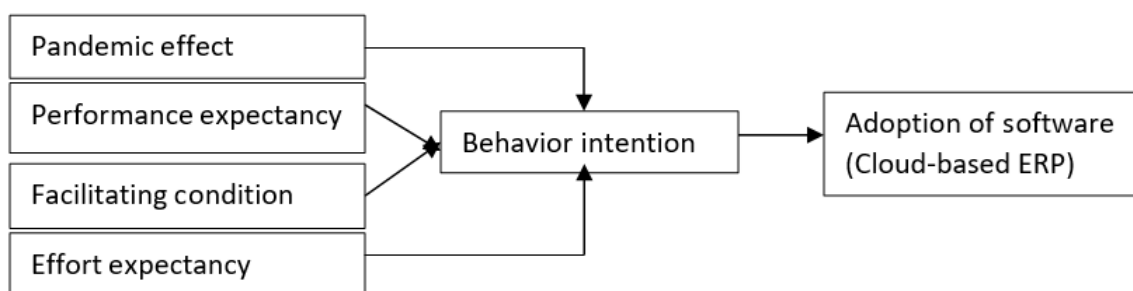 Pandemic effect
Performance expectancy
Facilitating condition
Effort expectancy
Behavior intention
Adoption of software
(Cloud-based ERP)